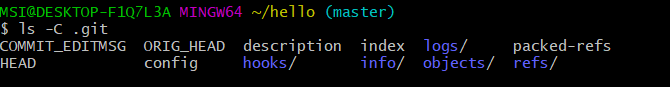 MSI@DESKTOP-F1Q7L3A MINGW64 ~/hello (master)
$ ls -C .git
COMMIT_EDITMSG ORIG_HEAD description index logs/ packed-refs
HEAD config hooks/ info/ objects/ refs/